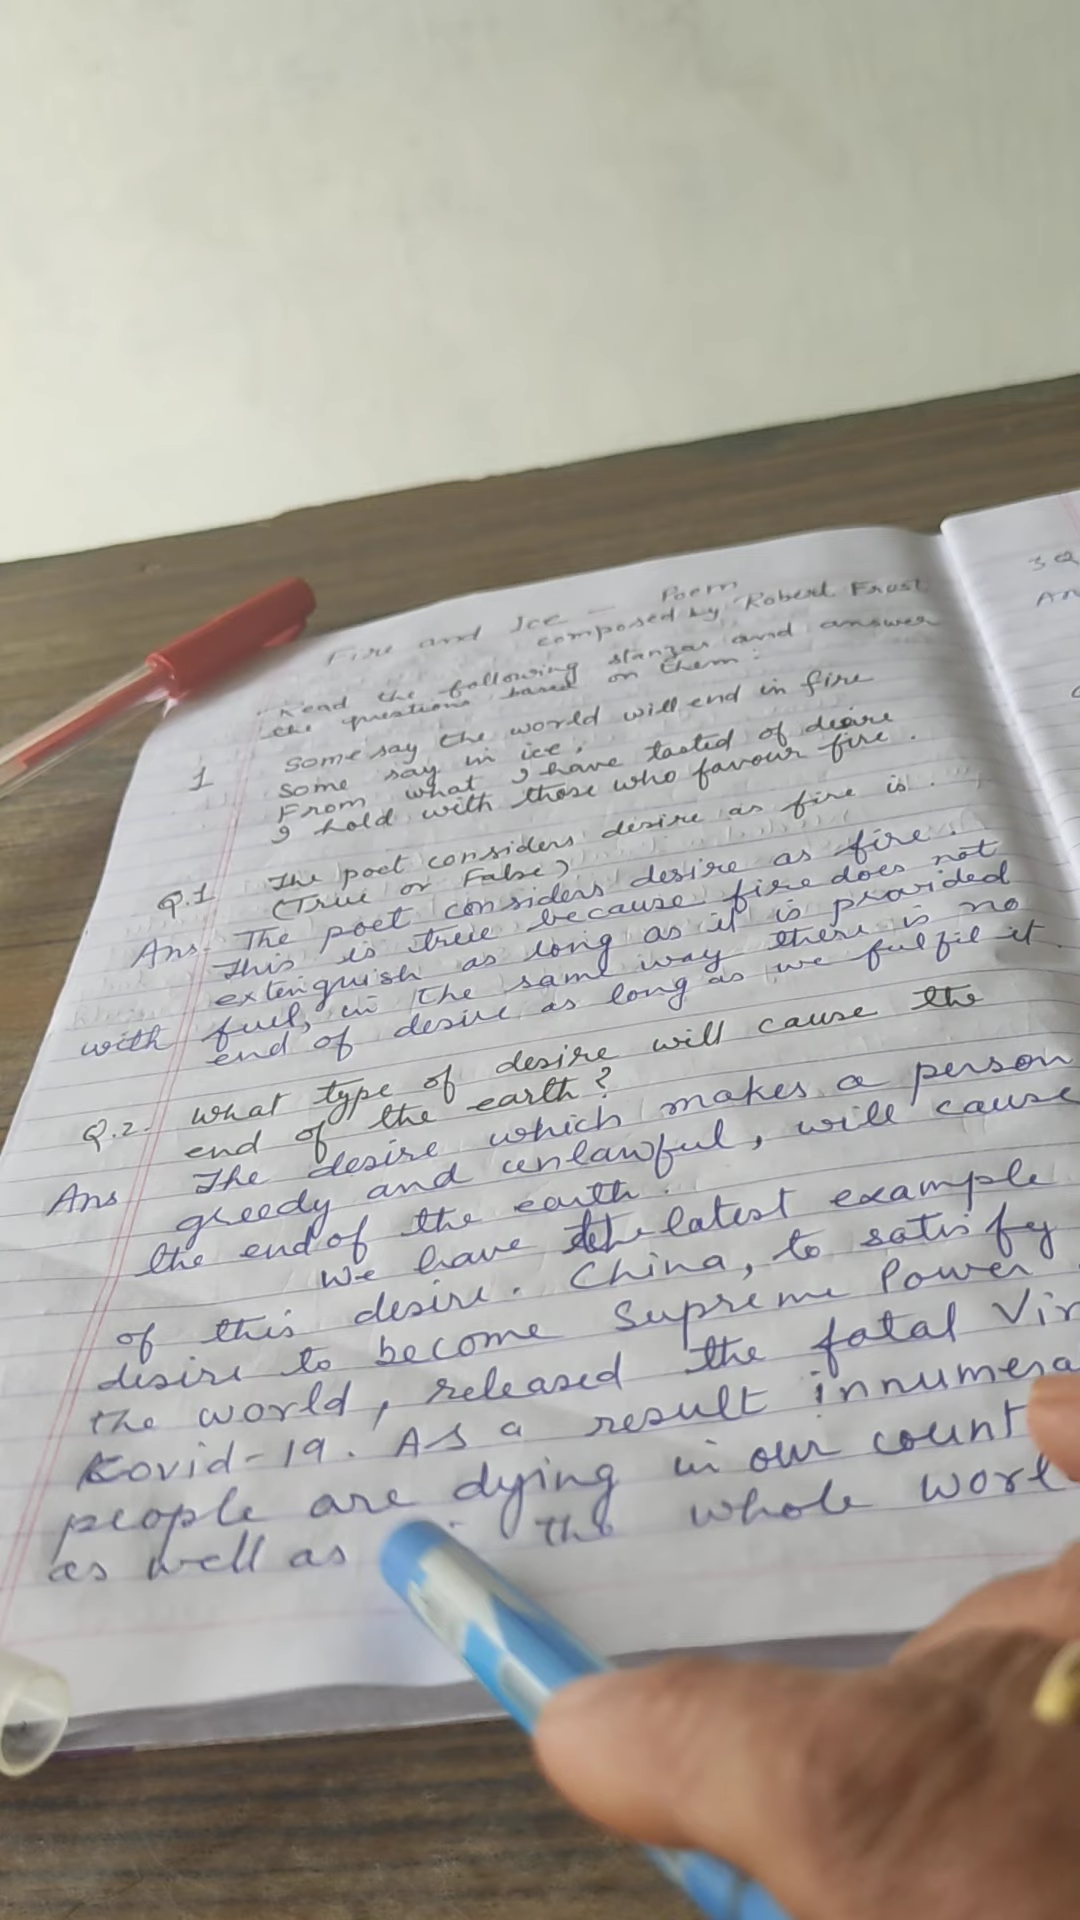 Fire and Ice — Poem
composed by Robert Frost
Read the following stanzas and answer
the questions based on them:
1 Some say the world will end in fire
Some say in ice.
From what I have tasted of desire
I hold with those who favour fire.
Q.1 The poet considers desire as fire is.
(True or False)
Ans. The poet considers desire as fire.
This is true because fire does not
extinguish as long as it is provided
with fuel, in the same way there is no
end of desire as long as we fulfil it.
Q.2. What type of desire will cause the
end of the earth?
Ans The desire which makes a person
greedy and unlawful, will cause
the end of the earth.
We have the latest example
of this desire. China, to satisfy
desire to become Supreme Power
the world, released the fatal Vir
Kovid-19. As a result innumera
people are dying in our count
as well as the whole worl
3 Q
An